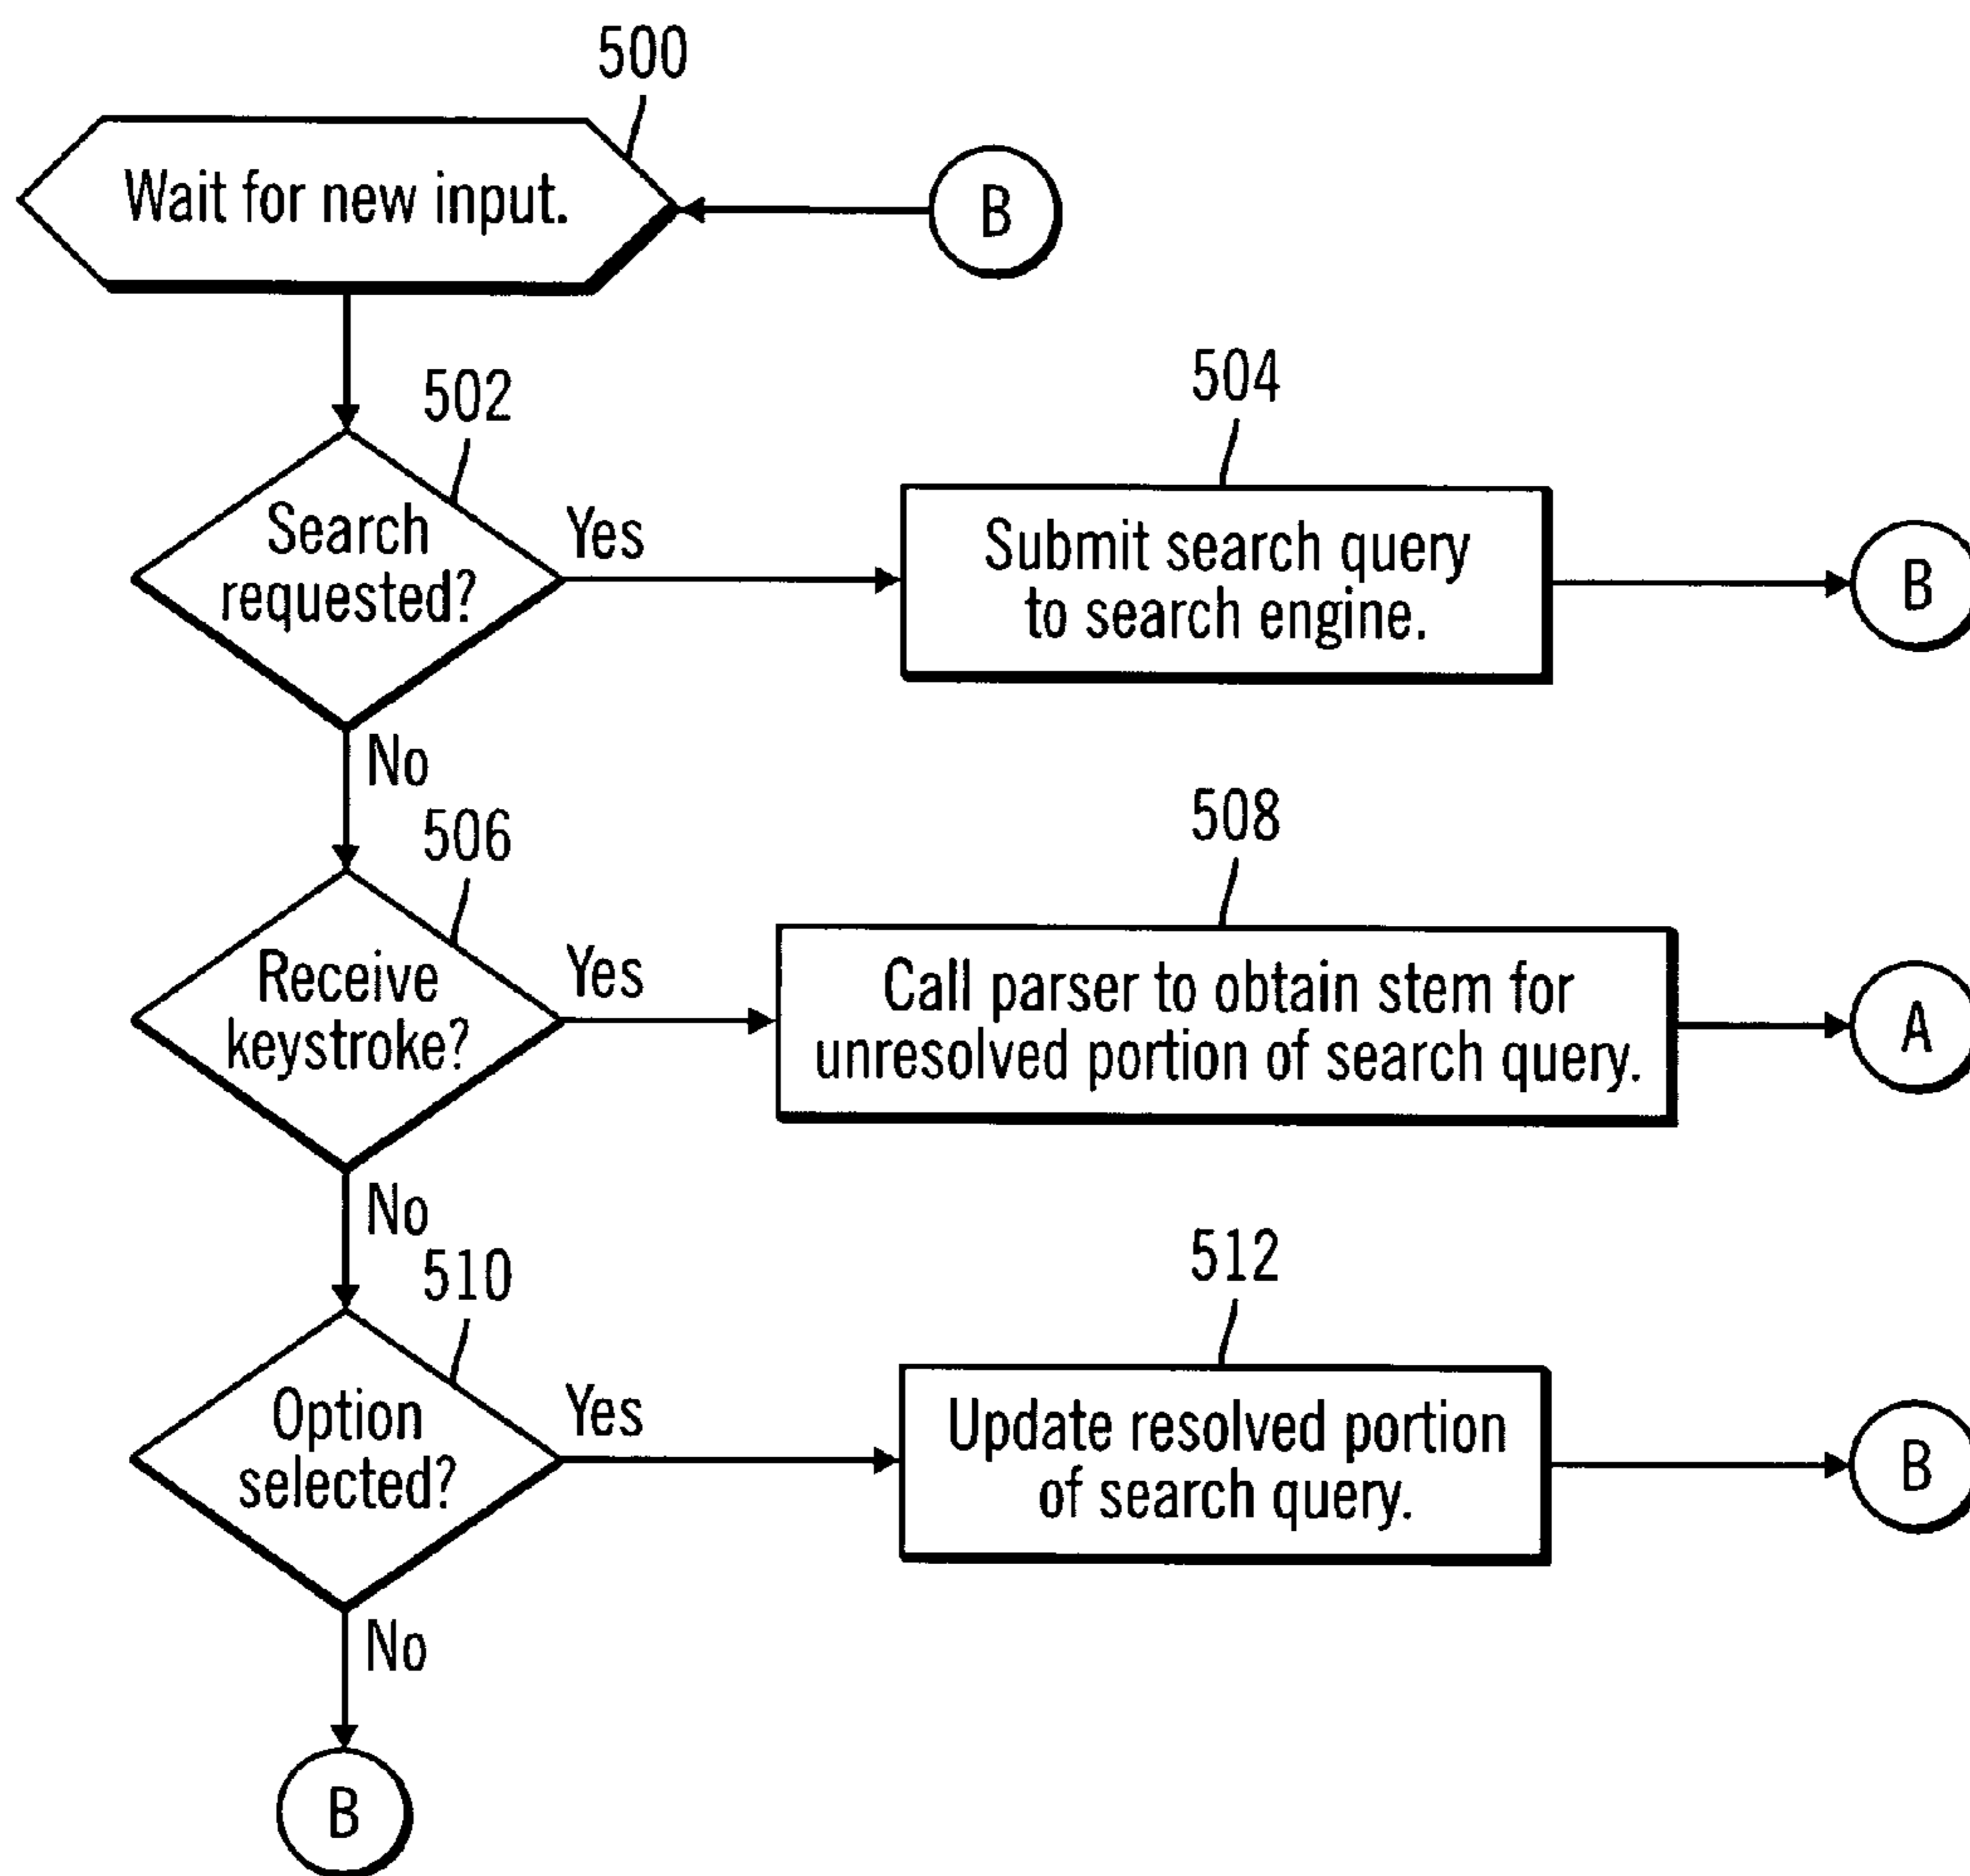 500
Wait for new input.
B
502
Search
requested?
Yes
504
Submit search query
to search engine.
B
No
506
Receive
keystroke?
Yes
508
Call parser to obtain stem for
unresolved portion of search query.
A
No
510
Option
selected?
Yes
512
Update resolved portion
of search query.
B
No
B